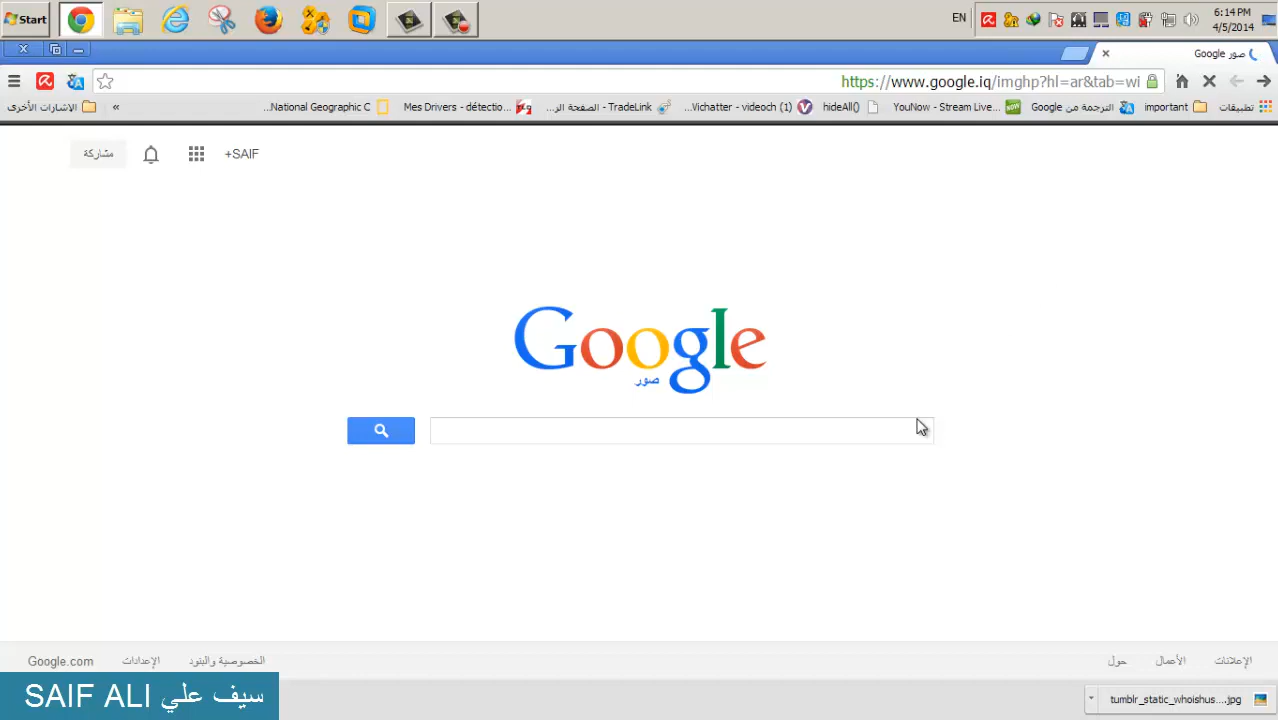 Start
EN
6:14 PM
4/5/2014
صور Google
https://www.google.iq/imghp?hl=ar&tab=wi
تطبيقات
important
الترجمة من Google
YouNow - Stream Live...
hideAll()
Vichatter - videoch (1)...
TradeLink - الصفحة الر...
Mes Drivers - détectio...
National Geographic C...
»
الإشارات الأخرى
+SAIF
مشاركة
Google
صور
الإعلانات
الأعمال
حول
الخصوصية والبنود
الإعدادات
Google.com
SAIF ALI سيف علي
tumblr_static_whoishus....jpg